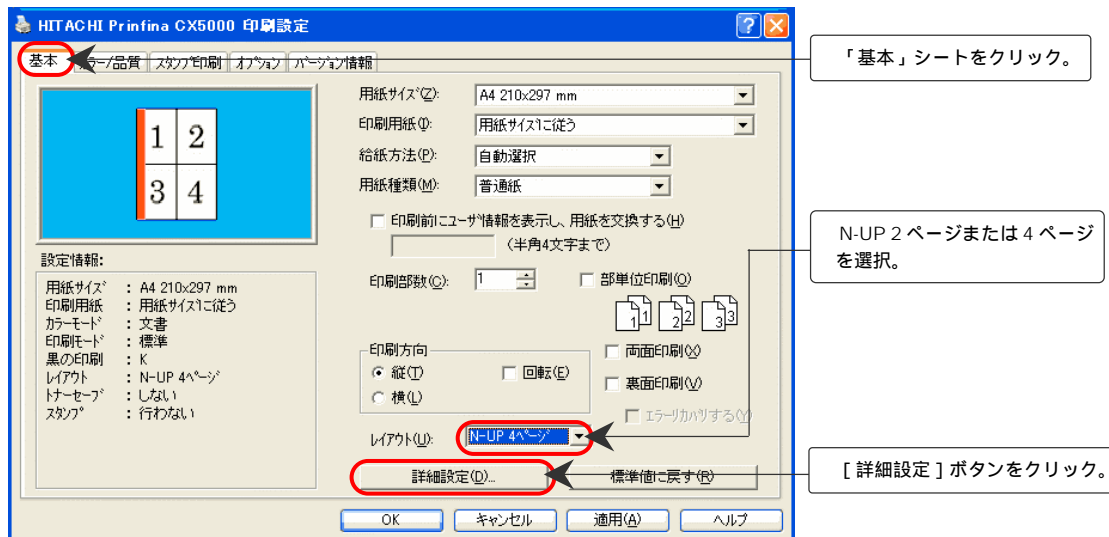 HITACHI Prinfina CX5000 印刷設定
基本 カラー/品質 スタンプ印刷 オプション バージョン情報
「基本」シートをクリック。
1 2
3 4
用紙サイズ(Z): A4 210x297 mm
印刷用紙(I): 用紙サイズに従う
給紙方法(P): 自動選択
用紙種類(M): 普通紙
印刷前にユーザ情報を表示し、用紙を交換する(H)
(半角4文字まで)
N-UP 2 ページまたは 4 ページ
を選択。
設定情報:
用紙サイズ : A4 210x297 mm
印刷用紙 : 用紙サイズに従う
カラーモード : 文書
印刷モード : 標準
黒の印刷 : K
レイアウト : N-UP 4ページ
トナーセーブ : しない
スタンプ : 行わない
印刷部数(C): 1
部単位印刷(O)
1 1 2 2 3 3
印刷方向
縦(T) 回転(E)
横(L)
両面印刷(X)
裏面印刷(V)
エラーリカバリする(Y)
レイアウト(U): N-UP 4ページ
詳細設定(D)... 標準値に戻す(R)
[ 詳細設定 ] ボタンをクリック。
OK キャンセル 適用(A) ヘルプ